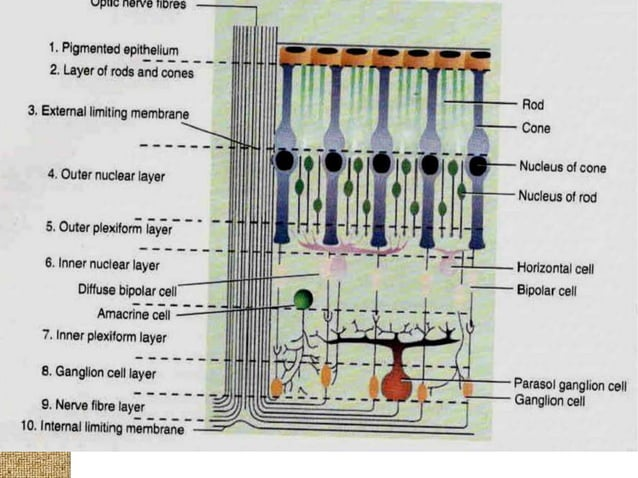 Optic nerve fibres
1. Pigmented epithelium
2. Layer of rods and cones
3. External limiting membrane
4. Outer nuclear layer
5. Outer plexiform layer
6. Inner nuclear layer
Diffuse bipolar cell
Amacrine cell
7. Inner plexiform layer
8. Ganglion cell layer
9. Nerve fibre layer
10. Internal limiting membrane
Rod
Cone
Nucleus of cone
Nucleus of rod
Horizontal cell
Bipolar cell
Parasol ganglion cell
Ganglion cell